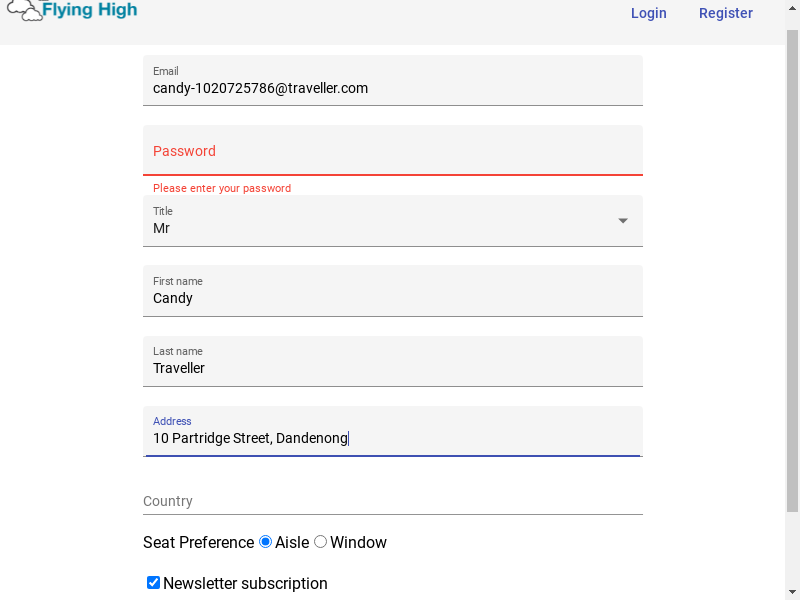 Flying High
Login
Register
Email
candy-1020725786@traveller.com
Password
Please enter your password
Title
Mr
First name
Candy
Last name
Traveller
Address
10 Partridge Street, Dandenong
Country
Seat Preference Aisle Window
Newsletter subscription